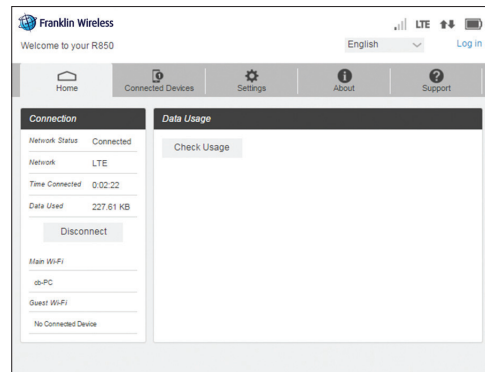 Franklin Wireless
LTE
Welcome to your R850
English
Log in
Home
Connected Devices
Settings
About
Support
Connection
Network Status Connected
Network LTE
Time Connected 0:02:22
Data Used 227.61 KB
Disconnect
Main Wi-Fi
cb-PC
Guest Wi-Fi
No Connected Device
Data Usage
Check Usage